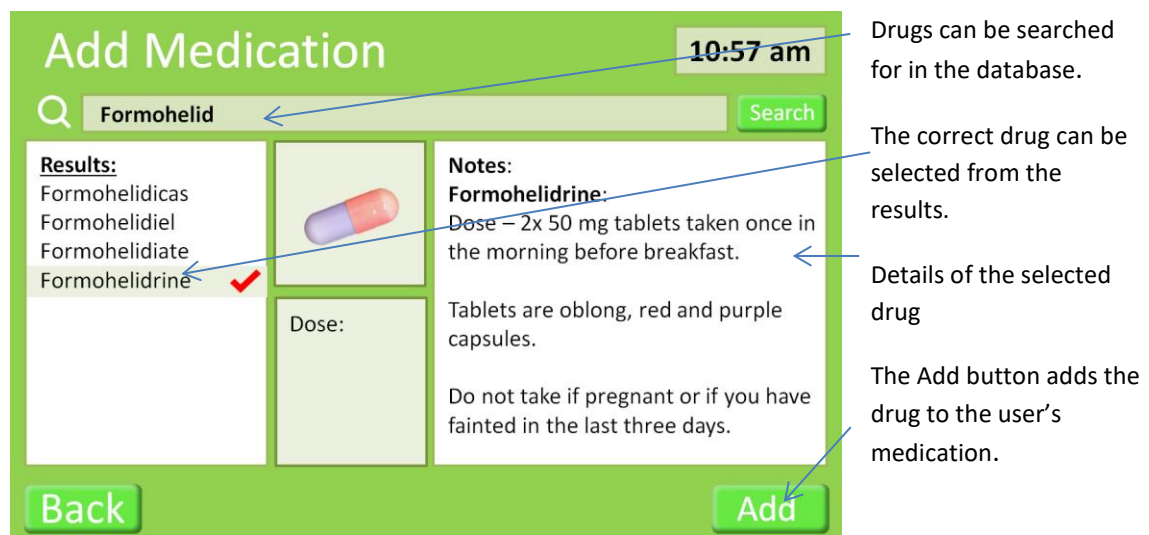 Add Medication
10:57 am
Formohelid
Search
Results:
Formohelidicas
Formohelidiel
Formohelidiate
Formohelidrine
Dose:
Notes:
Formohelidrine:
Dose – 2x 50 mg tablets taken once in
the morning before breakfast.
Tablets are oblong, red and purple
capsules.
Do not take if pregnant or if you have
fainted in the last three days.
Back
Add
Drugs can be searched
for in the database.
The correct drug can be
selected from the
results.
Details of the selected
drug
The Add button adds the
drug to the user’s
medication.